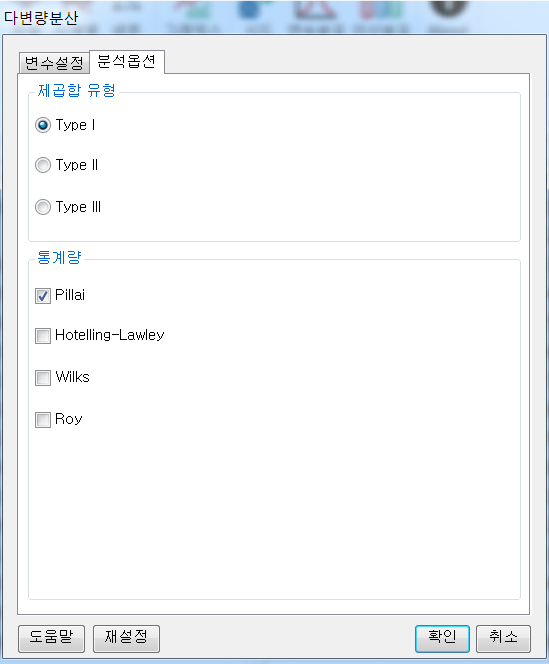 다변량분산
변수설정 분석옵션
제곱합 유형
Type I
Type II
Type III
통계량
Pillai
Hotelling-Lawley
Wilks
Roy
도움말 재설정 확인 취소